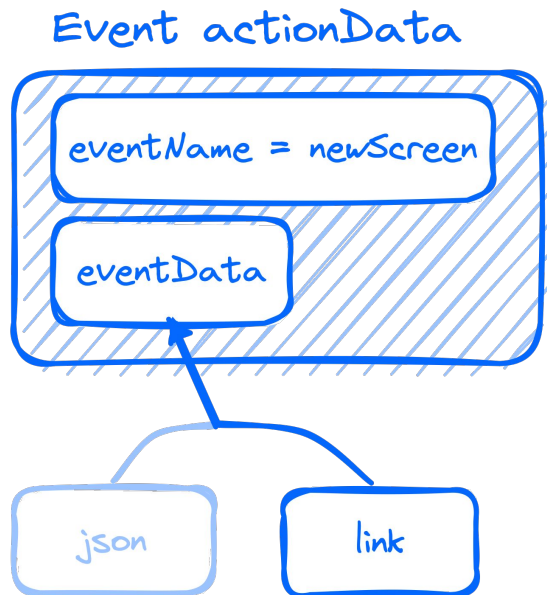 Event actionData
eventName = newScreen
eventData
json
link